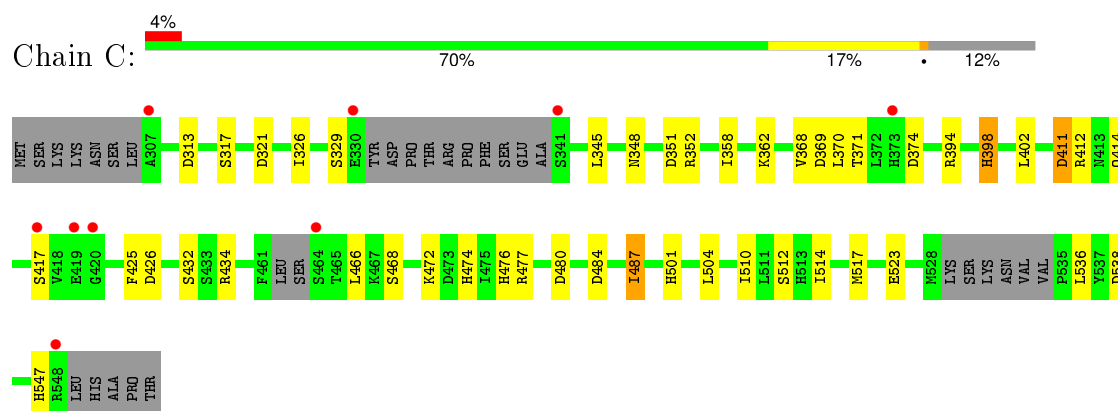 4%
Chain C:
70% 17% • 12%
MET SER LYS LYS ASN SER LEU A307 D313 S317 D321 I326 S329 E330 TYR ASP PRO THR ARG PRO PHE SER GLU ALA S341 L345 N348 D351 R352 I358 K362 V368 D369 L370 T371 L372 H373 D374 R394 H398 L402 D411 R412 N413 Q414
S417 V418 E419 G420 F425 D426 S432 S433 R434 F461 LEU SER S464 T465 L466 K467 S468 K472 D473 H474 I475 H476 R477 D480 D484 I487 H501 L504 I510 L511 S512 H513 I514 M517 E523 M528 LYS SER LYS ASN VAL VAL P535 L536 Y537 D538
H547 R548 LEU HIS ALA PRO THR